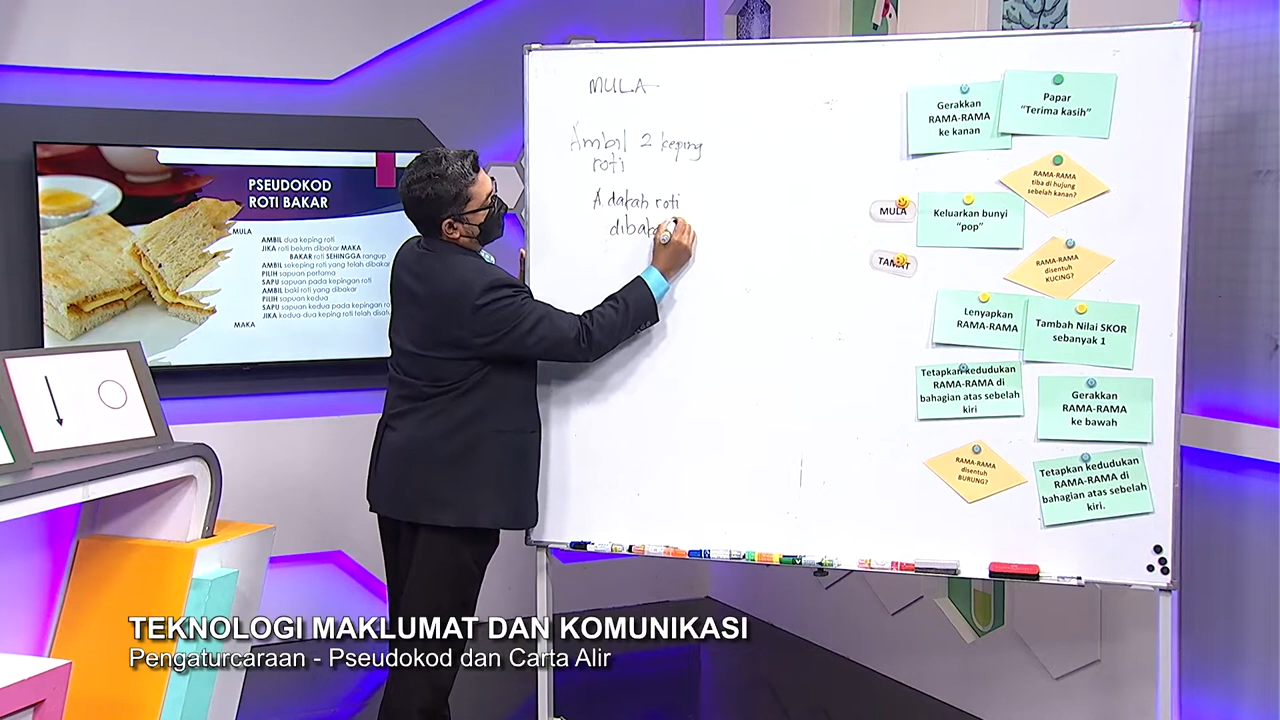 PSEUDOKOD
ROTI BAKAR
MULA
AMBIL dua keping roti
JIKA roti belum dibakar MAKA
BAKAR roti SEHINGGA rangup
AMBIL sekeping roti yang telah dibakar
PILIH sapuan pertama
SAPU sapuan pada kepingan roti
AMBIL baki roti yang dibakar
PILIH sapuan kedua
SAPU sapuan kedua pada kepingan
JIKA kedua dua keping roti telah
MAKA
MULA
Ambil 2 keping
roti
Adakah roti
Gerakkan
RAMA-RAMA
ke kanan
Papar
"Terima kasih"
RAMA-RAMA
tiba di hujung
sebelah kanan?
MULA
Keluarkan bunyi
"pop"
TAMAT
RAMA-RAMA
disentuh
KUCING?
Lenyapkan
RAMA-RAMA
Tambah Nilai SKOR
sebanyak 1
Tetapkan kedudukan
RAMA-RAMA di
bahagian atas sebelah
kiri
Gerakkan
RAMA-RAMA
ke bawah
RAMA-RAMA
disentuh
BURUNG?
Tetapkan kedudukan
RAMA-RAMA di
bahagian atas sebelah
kiri.
TEKNOLOGI MAKLUMAT DAN KOMUNIKASI
Pengaturcaraan - Pseudokod dan Carta Alir